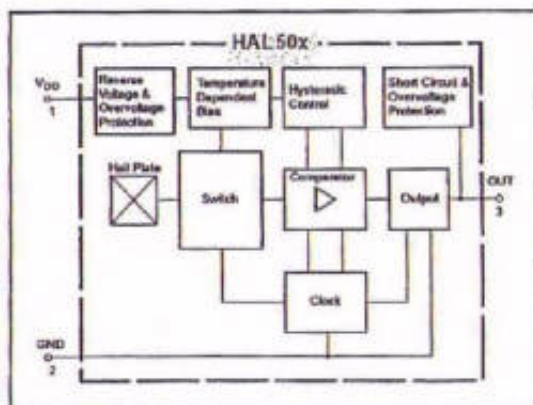 HAL 50x
VDD
1
Reverse
Voltage &
Overvoltage
Protection
Temperature
Dependent
Bias
Hysteresis
Control
Short Circuit &
Overvoltage
Protection
Hall Plate
Switch
Comparator
Output
OUT
3
Clock
GND
2